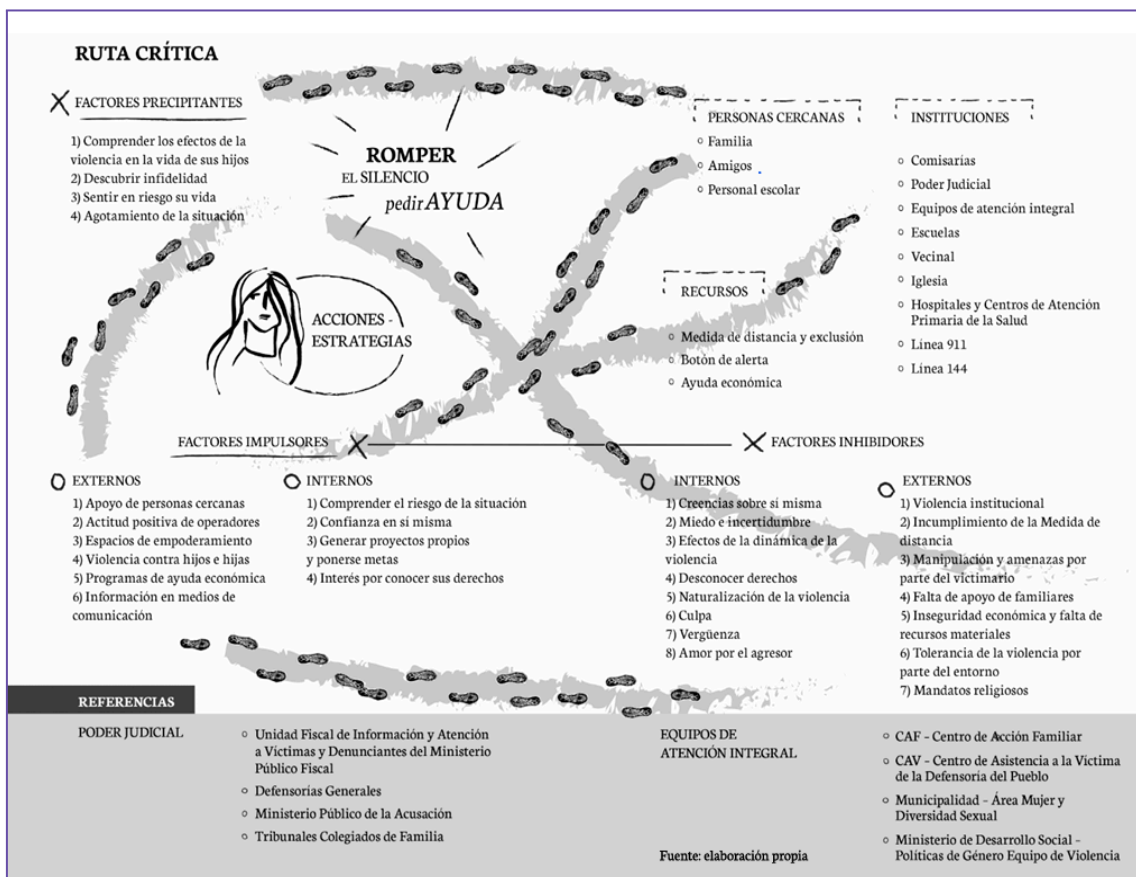 RUTA CRÍTICA
FACTORES PRECIPITANTES
1) Comprender los efectos de la
violencia en la vida de sus hijos
2) Descubrir infidelidad
3) Sentir en riesgo su vida
4) Agotamiento de la situación
ROMPER
EL SILENCIO
pedir AYUDA
PERSONAS CERCANAS
Familia
Amigos
Personal escolar
INSTITUCIONES
Comisarías
Poder Judicial
Equipos de atención integral
Escuelas
Vecinal
Iglesia
Hospitales y Centros de Atención
Primaria de la Salud
Línea 911
Línea 144
ACCIONES -
ESTRATEGIAS
RECURSOS
Medida de distancia y exclusión
Botón de alerta
Ayuda económica
FACTORES IMPULSORES
FACTORES INHIBIDORES
EXTERNOS
1) Apoyo de personas cercanas
2) Actitud positiva de operadores
3) Espacios de empoderamiento
4) Violencia contra hijos e hijas
5) Programas de ayuda económica
6) Información en medios de
comunicación
INTERNOS
1) Comprender el riesgo de la situación
2) Confianza en sí misma
3) Generar proyectos propios
y ponerse metas
4) Interés por conocer sus derechos
INTERNOS
1) Creencias sobre sí misma
2) Miedo e incertidumbre
3) Efectos de la dinámica de la
violencia
4) Desconocer derechos
5) Naturalización de la violencia
6) Culpa
7) Vergüenza
8) Amor por el agresor
EXTERNOS
1) Violencia institucional
2) Incumplimiento de la Medida de
distancia
3) Manipulación y amenazas por
parte del victimario
4) Falta de apoyo de familiares
5) Inseguridad económica y falta de
recursos materiales
6) Tolerancia de la violencia por
parte del entorno
7) Mandatos religiosos
REFERENCIAS
PODER JUDICIAL
Unidad Fiscal de Información y Atención
a Víctimas y Denunciantes del Ministerio
Público Fiscal
Defensorías Generales
Ministerio Público de la Acusación
Tribunales Colegiados de Familia
EQUIPOS DE
ATENCIÓN INTEGRAL
CAF – Centro de Acción Familiar
CAV – Centro de Asistencia a la Víctima
de la Defensoría del Pueblo
Municipalidad – Área Mujer y
Diversidad Sexual
Ministerio de Desarrollo Social –
Políticas de Género Equipo de Violencia
Fuente: elaboración propia